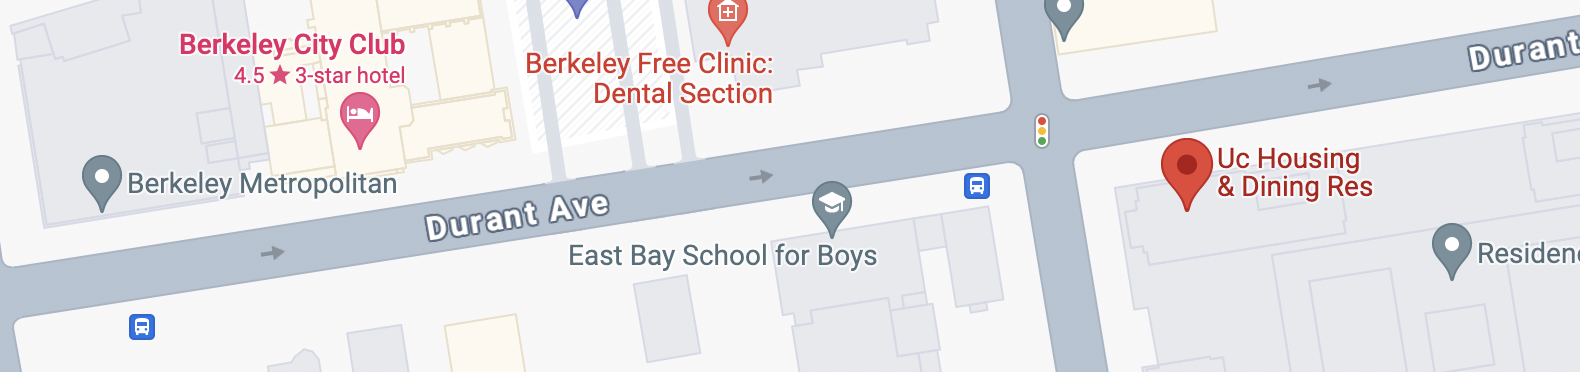 Berkeley City Club
4.5 ★ 3-star hotel
Berkeley Free Clinic:
Dental Section
Durant
Uc Housing
& Dining Res
Berkeley Metropolitan
Durant Ave
East Bay School for Boys